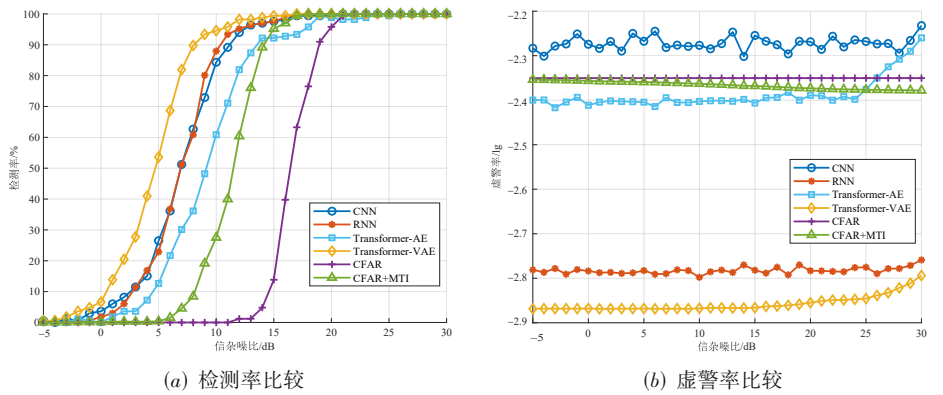 100
90
80
70
60
50
40
30
20
10
0
检测率/%
-5
0
5
10
15
20
25
30
信杂噪比/dB
CNN
RNN
Transformer-AE
Transformer-VAE
CFAR
CFAR+MTI
(a) 检测率比较
-2.2
-2.3
-2.4
-2.5
-2.6
-2.7
-2.8
-2.9
虚警率/lg
-5
0
5
10
15
20
25
30
信杂噪比/dB
CNN
RNN
Transformer-AE
Transformer-VAE
CFAR
CFAR+MTI
(b) 虚警率比较